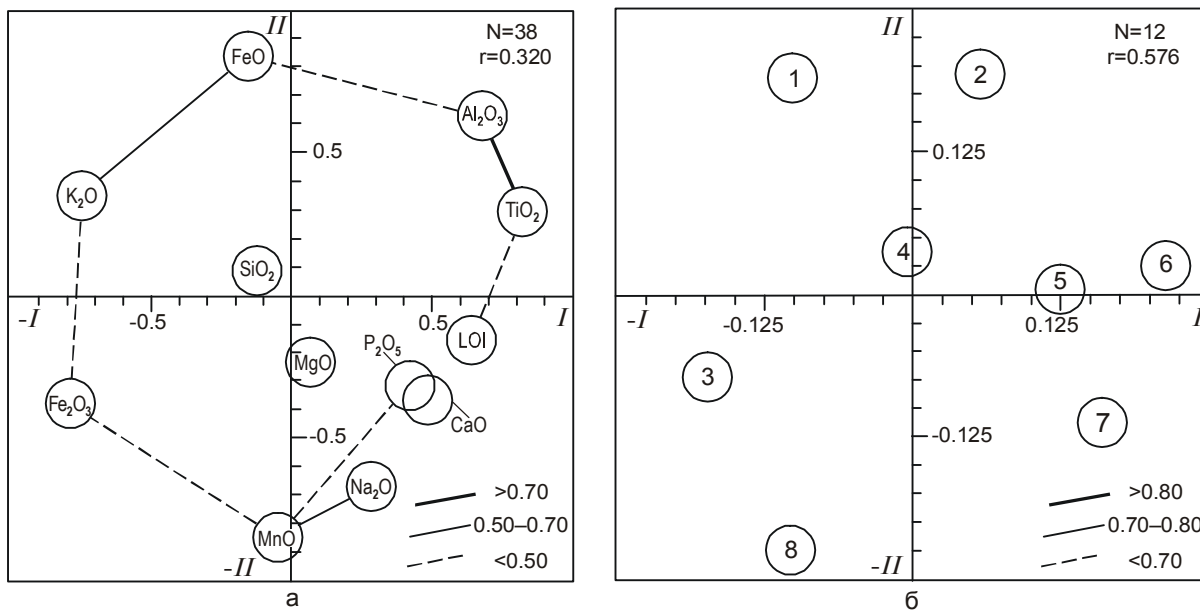 II
N=38
r=0.320
FeO
Al₂O₃
0.5
K₂O
TiO₂
SiO₂
-I
-0.5
0.5
I
LOI
P₂O₅
MgO
Fe₂O₃
CaO
-0.5
Na₂O
>0.70
0.50–0.70
MnO
<0.50
-II
а
II
N=12
r=0.576
1
2
0.125
4
6
5
-I
-0.125
0.125
I
3
7
-0.125
>0.80
0.70–0.80
8
<0.70
-II
б